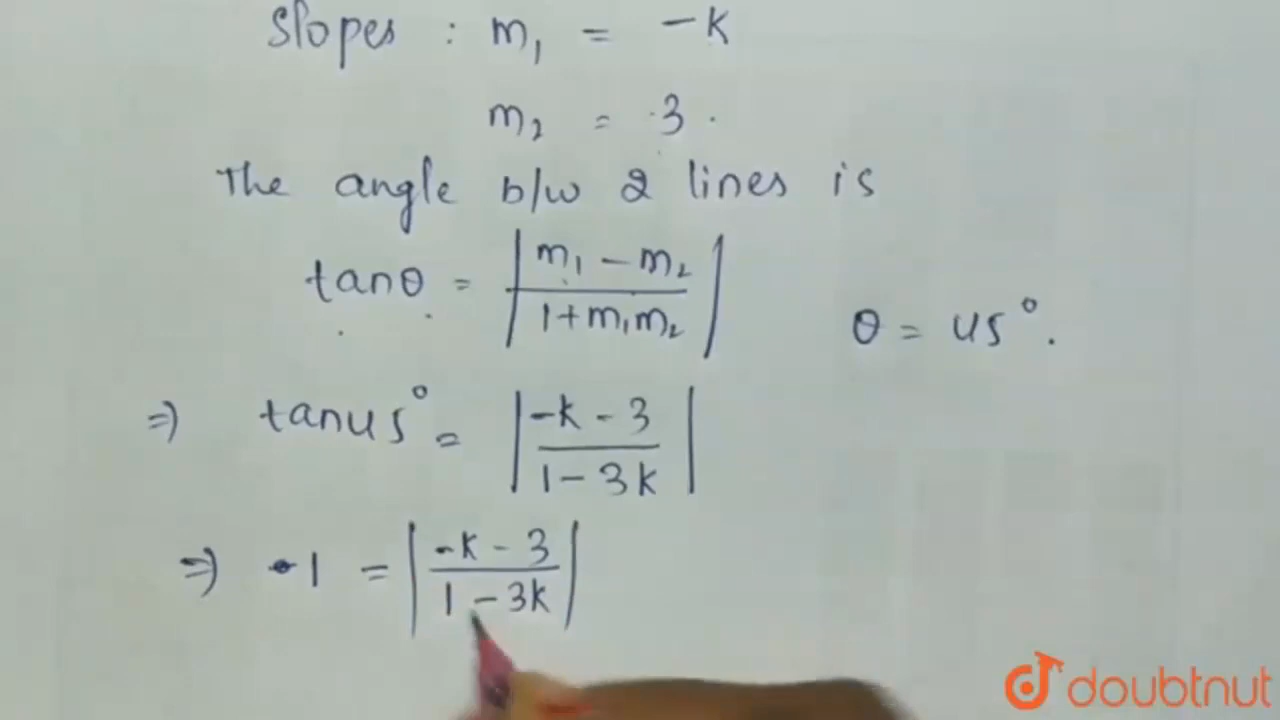 Slopes : m₁ = -k
m₂ = 3.
The angle b/w 2 lines is
tanθ = |m₁ - m₂ / 1+m₁m₂|
θ = 45°.
⇒ tan45° = |-k - 3 / 1 - 3k|
⇒ -1 = |-k - 3 / 1 - 3k|
doubtnut